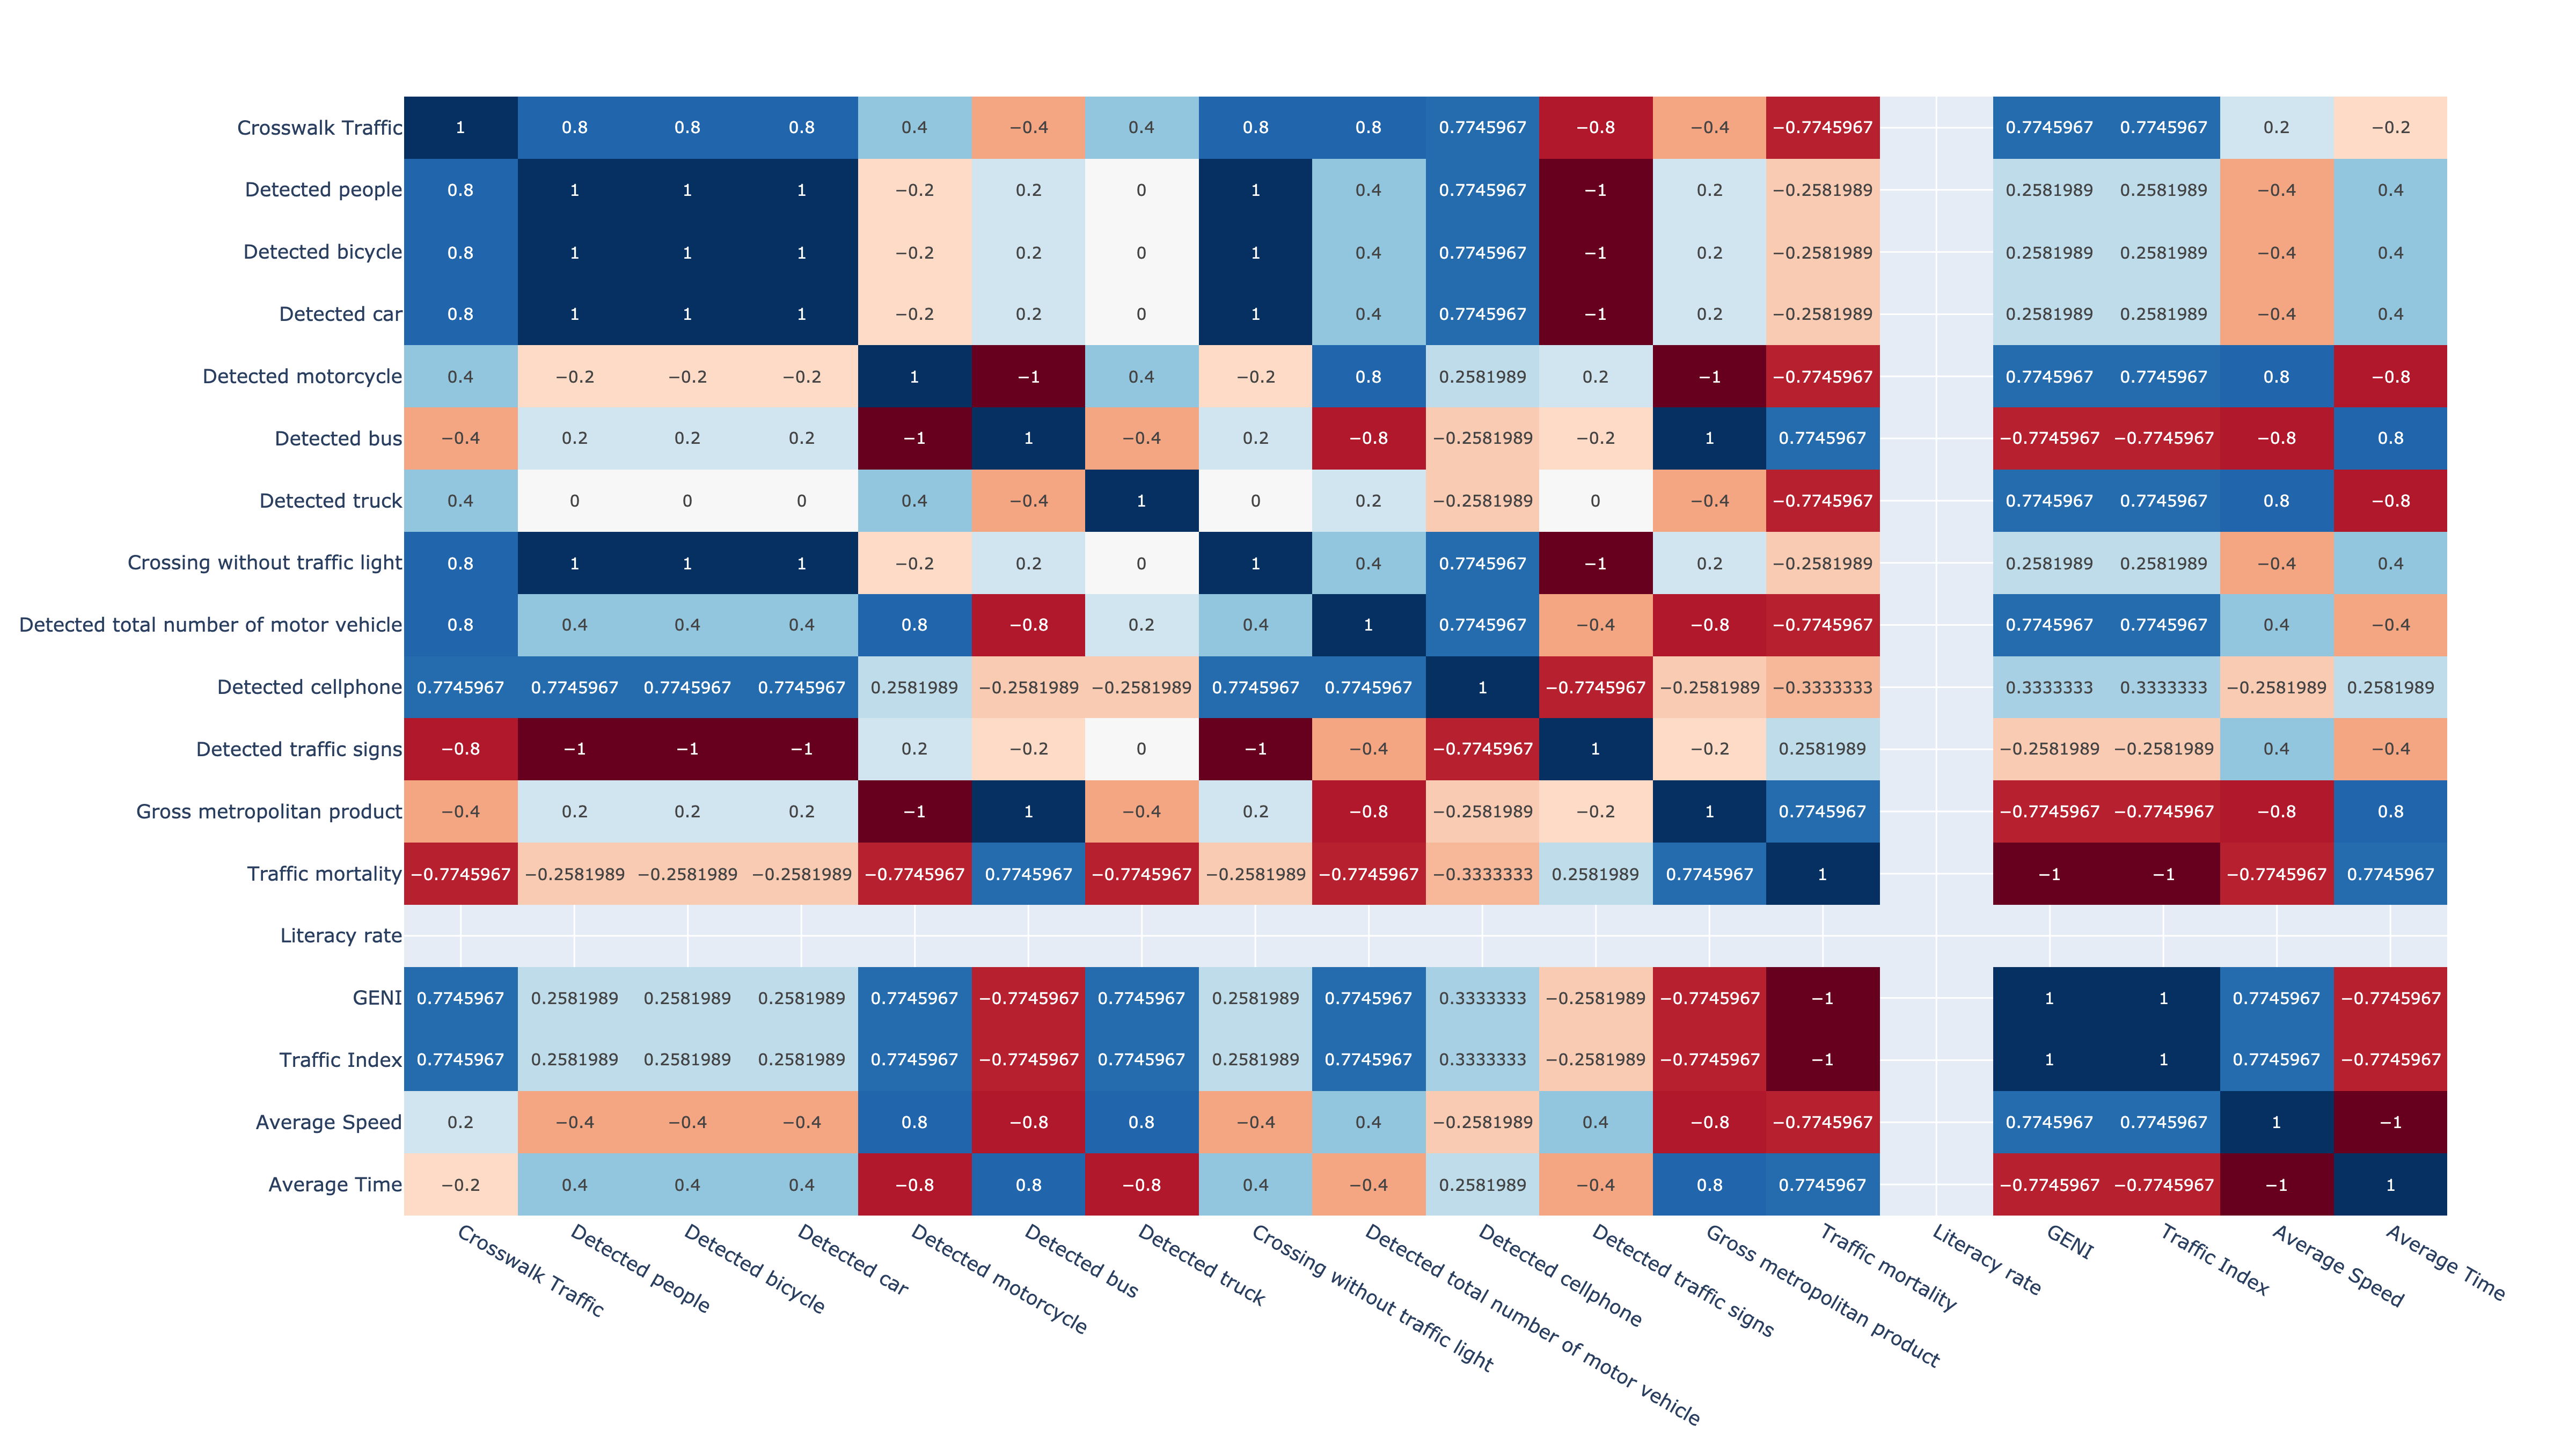 Crosswalk Traffic 1 0.8 0.8 0.8 0.4 −0.4 0.4 0.8 0.8 0.7745967 −0.8 −0.4 −0.7745967 0.7745967 0.7745967 0.2 −0.2
Detected people 0.8 1 1 1 −0.2 0.2 0 1 0.4 0.7745967 −1 0.2 −0.2581989 0.2581989 0.2581989 −0.4 0.4
Detected bicycle 0.8 1 1 1 −0.2 0.2 0 1 0.4 0.7745967 −1 0.2 −0.2581989 0.2581989 0.2581989 −0.4 0.4
Detected car 0.8 1 1 1 −0.2 0.2 0 1 0.4 0.7745967 −1 0.2 −0.2581989 0.2581989 0.2581989 −0.4 0.4
Detected motorcycle 0.4 −0.2 −0.2 −0.2 1 −1 0.4 −0.2 0.8 0.2581989 0.2 −1 −0.7745967 0.7745967 0.7745967 0.8 −0.8
Detected bus −0.4 0.2 0.2 0.2 −1 1 −0.4 0.2 −0.8 −0.2581989 −0.2 1 0.7745967 −0.7745967 −0.7745967 −0.8 0.8
Detected truck 0.4 0 0 0 0.4 −0.4 1 0 0.2 −0.2581989 0 −0.4 −0.7745967 0.7745967 0.7745967 0.8 −0.8
Crossing without traffic light 0.8 1 1 1 −0.2 0.2 0 1 0.4 0.7745967 −1 0.2 −0.2581989 0.2581989 0.2581989 −0.4 0.4
Detected total number of motor vehicle 0.8 0.4 0.4 0.4 0.8 −0.8 0.2 0.4 1 0.7745967 −0.4 −0.8 −0.7745967 0.7745967 0.7745967 0.4 −0.4
Detected cellphone 0.7745967 0.7745967 0.7745967 0.7745967 0.2581989 −0.2581989 −0.2581989 0.7745967 0.7745967 1 −0.7745967 −0.2581989 −0.3333333 0.3333333 0.3333333 −0.2581989 0.2581989
Detected traffic signs −0.8 −1 −1 −1 0.2 −0.2 0 −1 −0.4 −0.7745967 1 −0.2 0.2581989 −0.2581989 −0.2581989 0.4 −0.4
Gross metropolitan product −0.4 0.2 0.2 0.2 −1 1 −0.4 0.2 −0.8 −0.2581989 −0.2 1 0.7745967 −0.7745967 −0.7745967 −0.8 0.8
Traffic mortality −0.7745967 −0.2581989 −0.2581989 −0.2581989 −0.7745967 0.7745967 −0.7745967 −0.2581989 −0.7745967 −0.3333333 0.2581989 0.7745967 1 −1 −1 −0.7745967 0.7745967
Literacy rate
GENI 0.7745967 0.2581989 0.2581989 0.2581989 0.7745967 −0.7745967 0.7745967 0.2581989 0.7745967 0.3333333 −0.2581989 −0.7745967 −1 1 1 0.7745967 −0.7745967
Traffic Index 0.7745967 0.2581989 0.2581989 0.2581989 0.7745967 −0.7745967 0.7745967 0.2581989 0.7745967 0.3333333 −0.2581989 −0.7745967 −1 1 1 0.7745967 −0.7745967
Average Speed 0.2 −0.4 −0.4 −0.4 0.8 −0.8 0.8 −0.4 0.4 −0.2581989 0.4 −0.8 −0.7745967 0.7745967 0.7745967 1 −1
Average Time −0.2 0.4 0.4 0.4 −0.8 0.8 −0.8 0.4 −0.4 0.2581989 −0.4 0.8 0.7745967 −0.7745967 −0.7745967 −1 1
Crosswalk Traffic
Detected people
Detected bicycle
Detected car
Detected motorcycle
Detected bus
Detected truck
Crossing without traffic light
Detected total number of motor vehicle
Detected cellphone
Detected traffic signs
Gross metropolitan product
Traffic mortality
Literacy rate
GENI
Traffic Index
Average Speed
Average Time